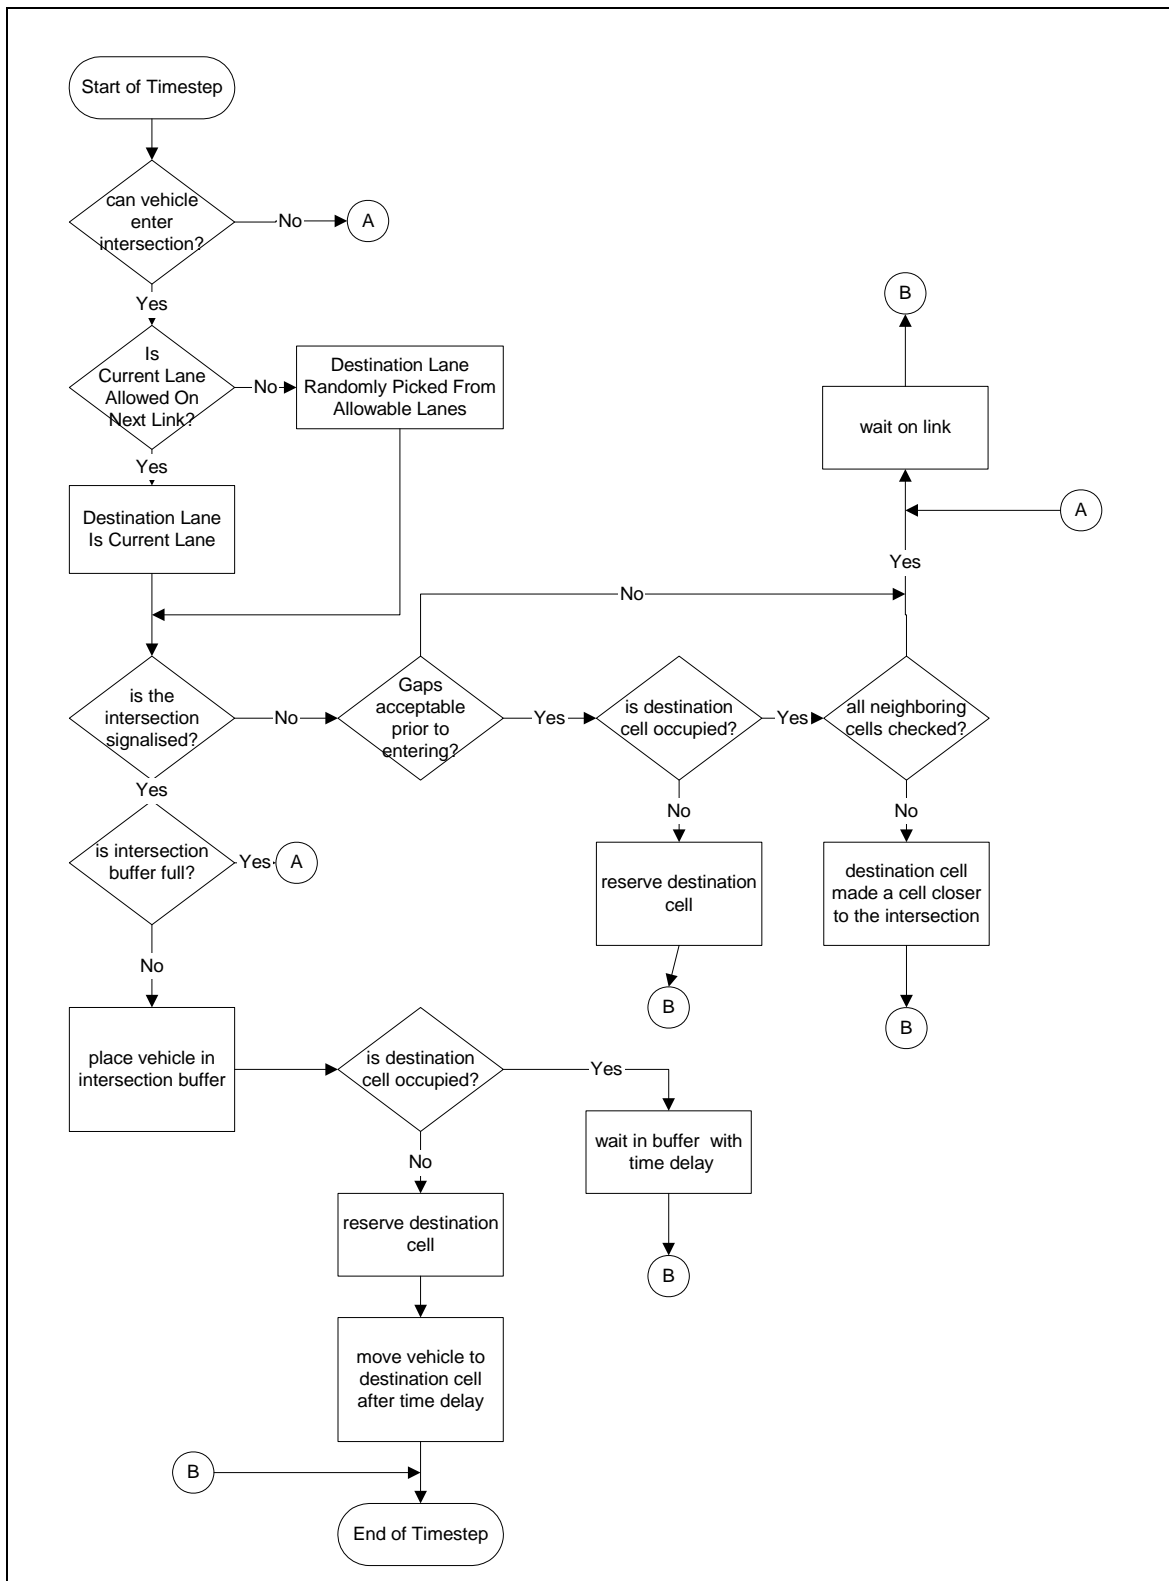 Start of Timestep
can vehicle
enter
intersection?
No
A
Yes
B
Is
Current Lane
Allowed On
Next Link?
No
Destination Lane
Randomly Picked From
Allowable Lanes
wait on link
Yes
Destination Lane
Is Current Lane
A
Yes
No
is the
intersection
signalised?
No
Gaps
acceptable
prior to
entering?
Yes
is destination
cell occupied?
Yes
all neighboring
cells checked?
Yes
No
No
is intersection
buffer full?
Yes
A
reserve destination
cell
destination cell
made a cell closer
to the intersection
No
B
B
place vehicle in
intersection buffer
is destination
cell occupied?
Yes
wait in buffer with
time delay
No
reserve destination
cell
B
move vehicle to
destination cell
after time delay
B
End of Timestep